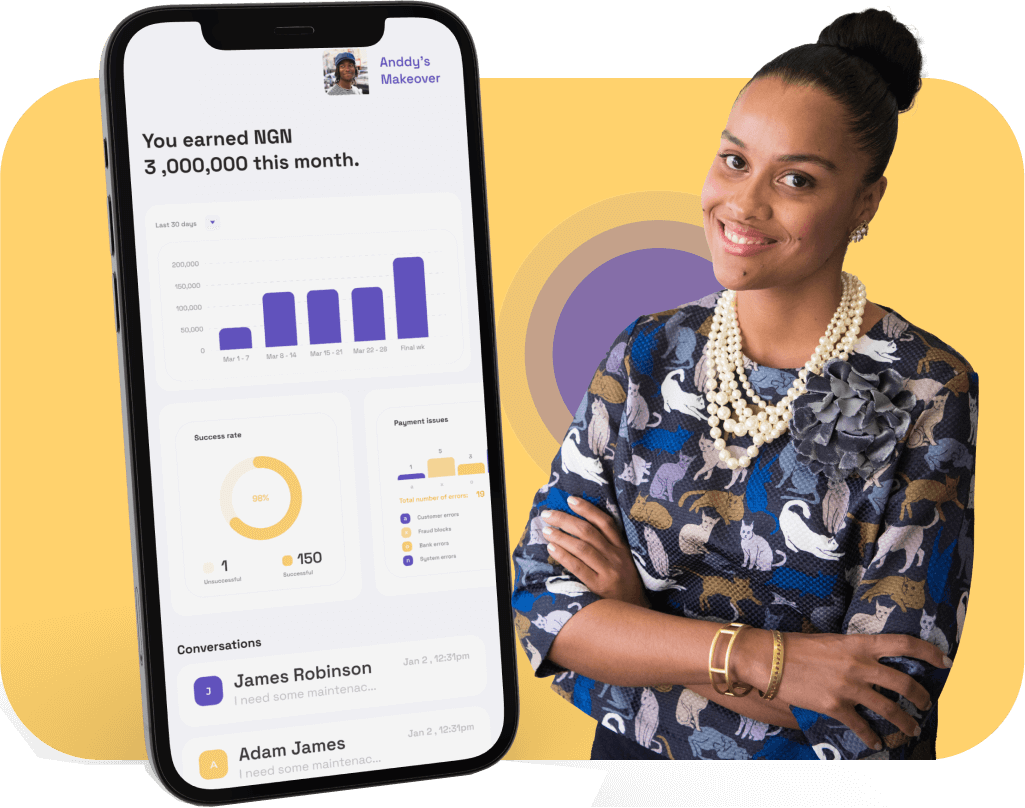 Anddy's
Makeover
You earned NGN
3 ,000,000 this month.
Last 30 days
200,000
150,000
100,000
50,000
0
Mar 1 - 7
Mar 8 - 14
Mar 15 - 21
Mar 22 - 28
Final wk
Success rate
98%
1
Unsuccessful
150
Successful
Payment issues
1
5
3
Total number of errors: 19
Customer errors
Fraud blocks
Bank errors
System errors
Conversations
J
James Robinson
Jan 2 , 12:31pm
I need some maintenac...
A
Adam James
Jan 2 , 12:31pm
I need some maintenac...